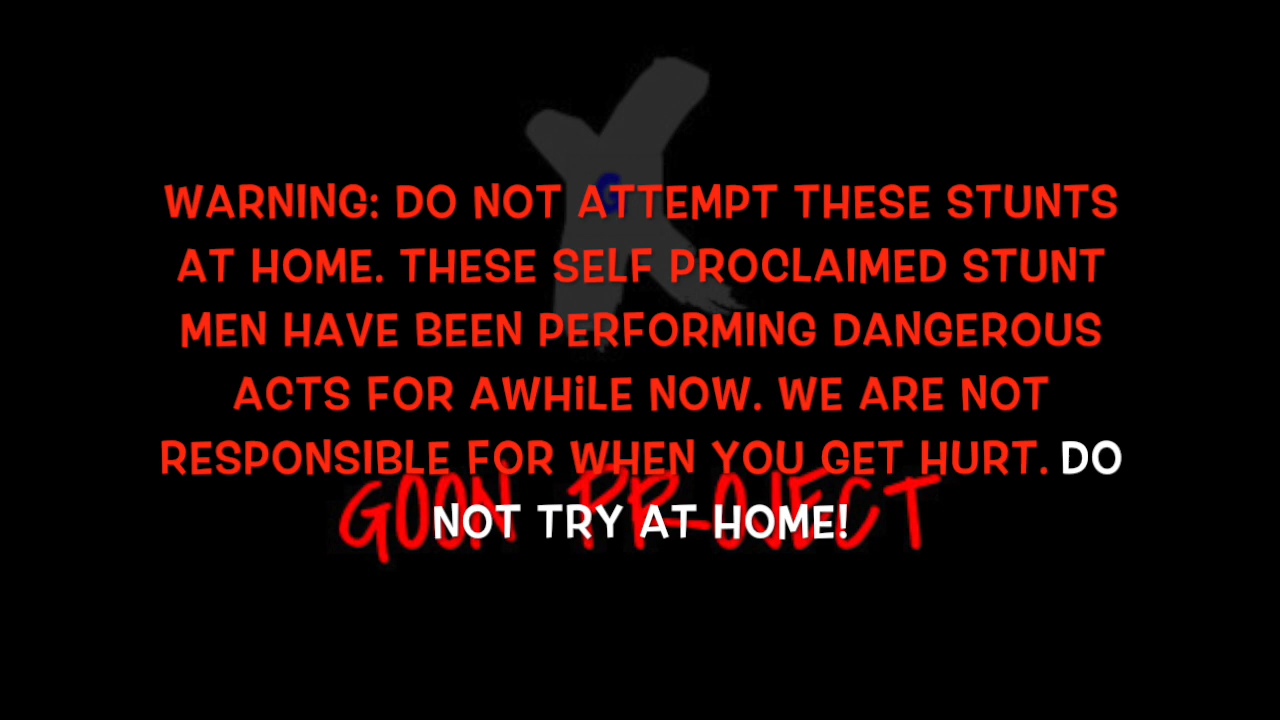 G
WARNING: DO NOT ATTEMPT THESE STUNTS
AT HOME. THESE SELF PROCLAIMED STUNT
MEN HAVE BEEN PERFORMING DANGEROUS
ACTS FOR AWHiLE NOW. WE ARE NOT
RESPONSIBLE FOR WHEN YOU GET HURT. DO
NOT TRY AT HOME!
GOON PROJECT